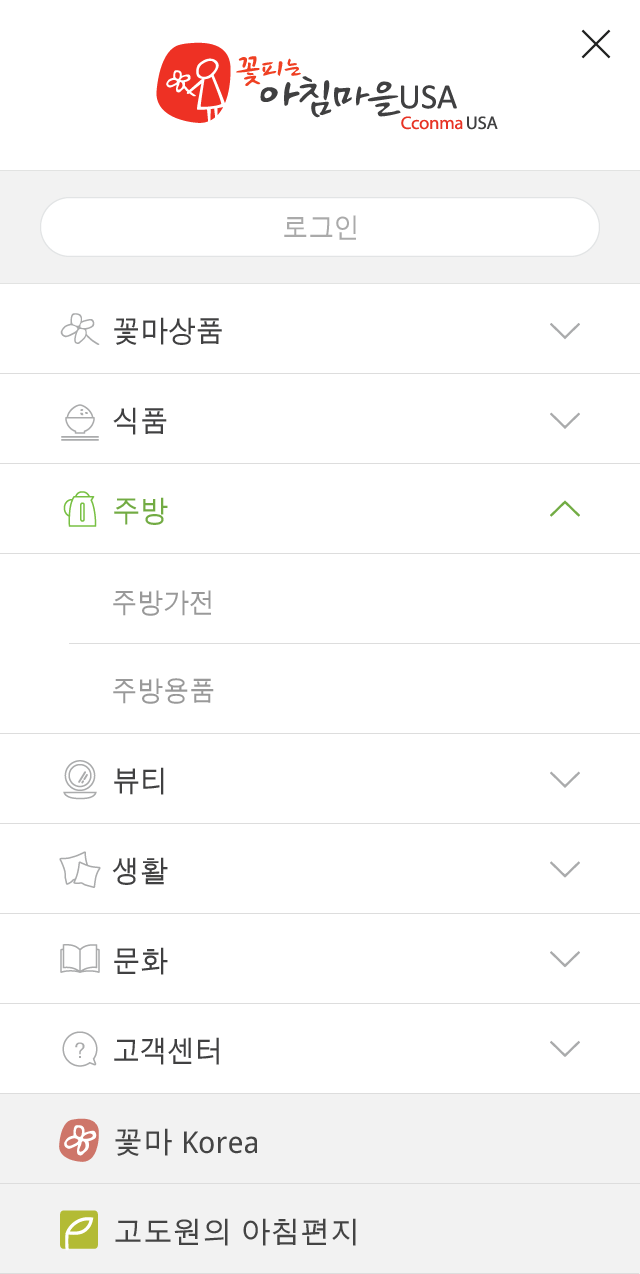 꽃피는
아침마을USA
Cconma USA
로그인
꽃마상품
식품
주방
주방가전
주방용품
뷰티
생활
문화
고객센터
꽃마 Korea
고도원의 아침편지